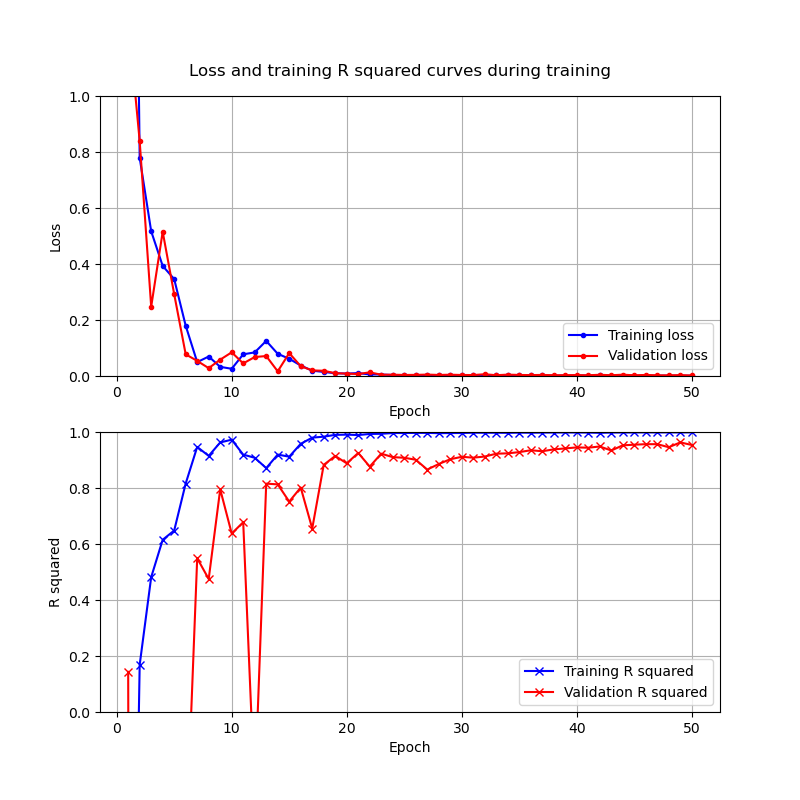 Loss and training R squared curves during training
1.0
0.8
0.6
0.4
0.2
0.0
Loss
Training loss
Validation loss
0 10 20 30 40 50
Epoch
1.0
0.8
0.6
0.4
0.2
0.0
R squared
Training R squared
Validation R squared
0 10 20 30 40 50
Epoch